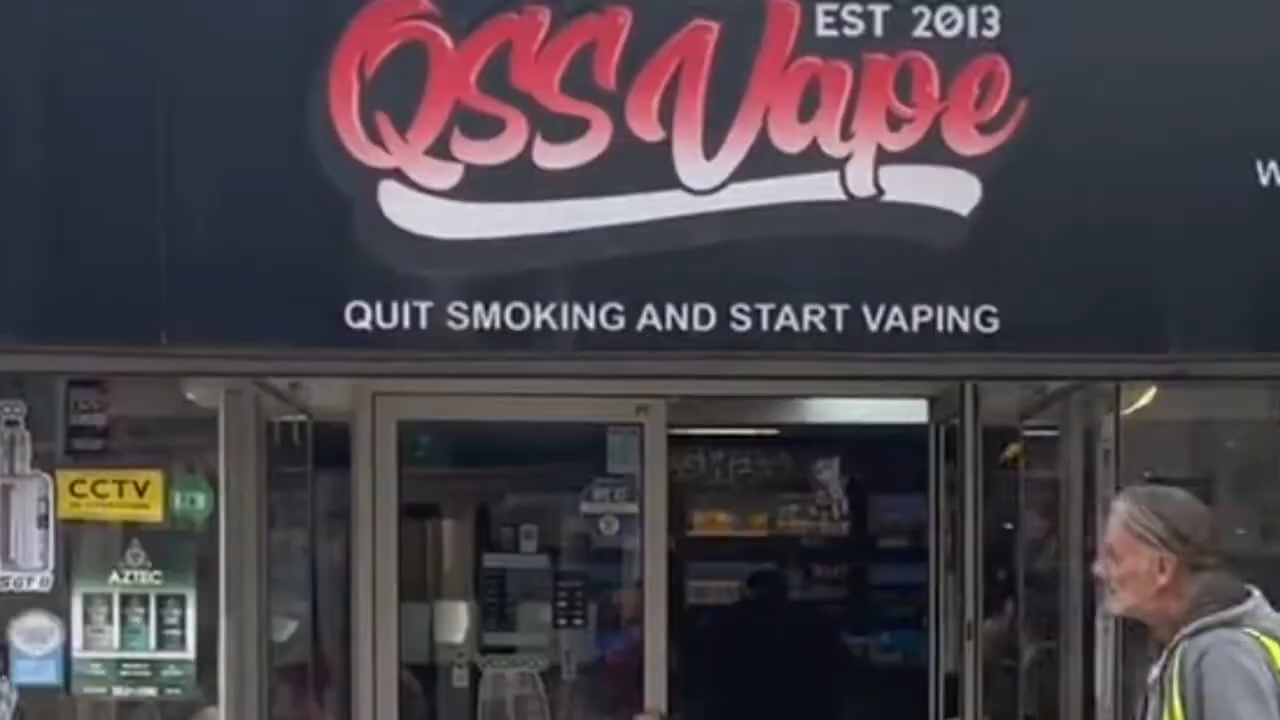 EST 2013
QSS Vape
QUIT SMOKING AND START VAPING
CCTV
AZTEC